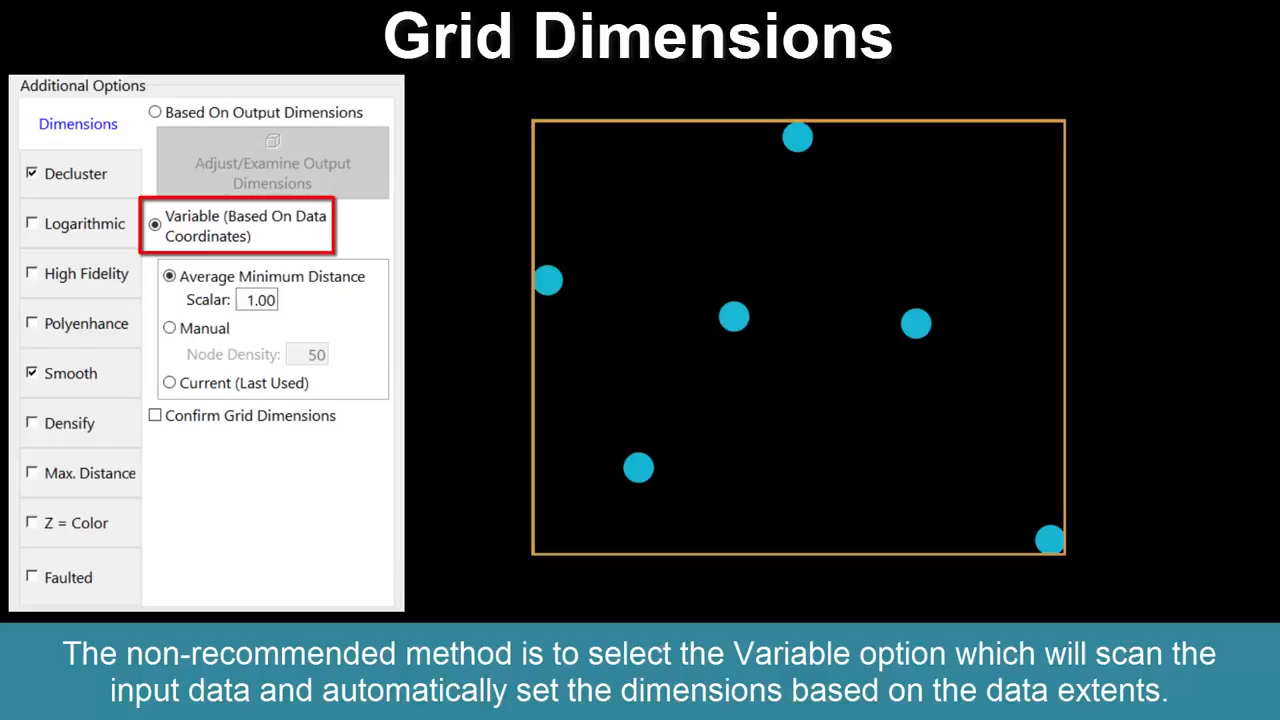 Grid Dimensions
Additional Options
Dimensions
Decluster
Logarithmic
High Fidelity
Polyenhance
Smooth
Densify
Max. Distance
Z = Color
Faulted
Based On Output Dimensions
Adjust/Examine Output
Dimensions
Variable (Based On Data
Coordinates)
Average Minimum Distance
Scalar: 1.00
Manual
Node Density: 50
Current (Last Used)
Confirm Grid Dimensions
The non-recommended method is to select the Variable option which will scan the
input data and automatically set the dimensions based on the data extents.